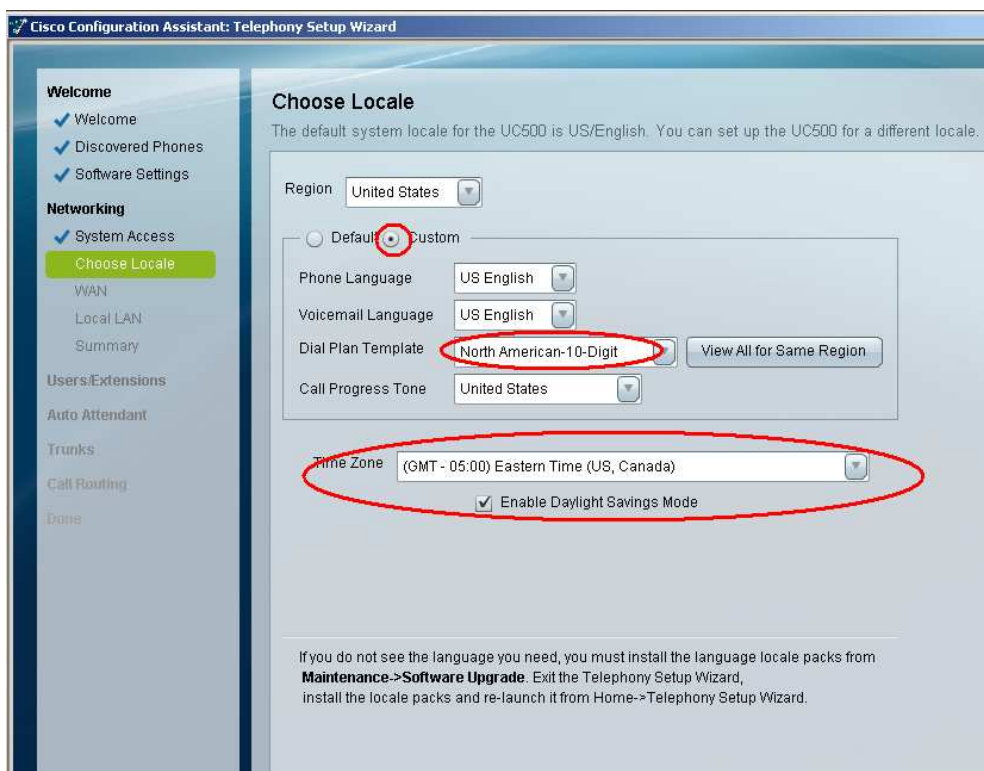 Cisco Configuration Assistant: Telephony Setup Wizard
Welcome
Welcome
Discovered Phones
Software Settings
Networking
System Access
Choose Locale
WAN
Local LAN
Summary
Users/Extensions
Auto Attendant
Trunks
Call Routing
Done
Choose Locale
The default system locale for the UC500 is US/English. You can set up the UC500 for a different locale.
Region United States
Default Custom
Phone Language US English
Voicemail Language US English
Dial Plan Template North American-10-Digit View All for Same Region
Call Progress Tone United States
Time Zone (GMT - 05:00) Eastern Time (US, Canada)
Enable Daylight Savings Mode
If you do not see the language you need, you must install the language locale packs from
Maintenance->Software Upgrade. Exit the Telephony Setup Wizard,
install the locale packs and re-launch it from Home->Telephony Setup Wizard.